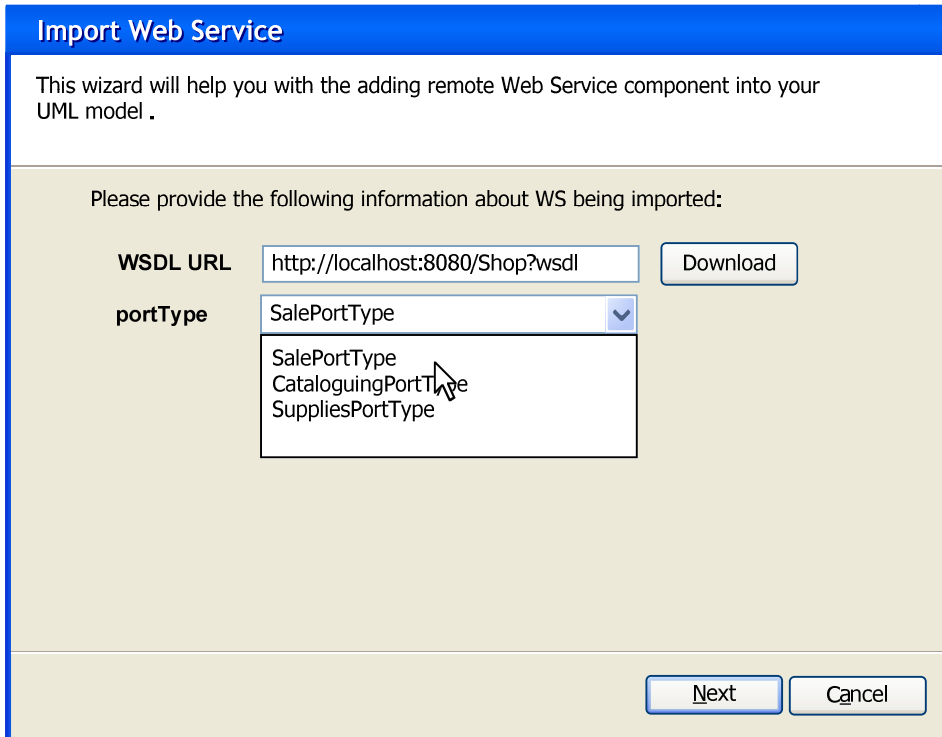 Import Web Service
This wizard will help you with the adding remote Web Service component into your
UML model .
Please provide the following information about WS being imported:
WSDL URL http://localhost:8080/Shop?wsdl Download
portType SalePortType
SalePortType
CataloguingPortType
SuppliesPortType
Next Cancel